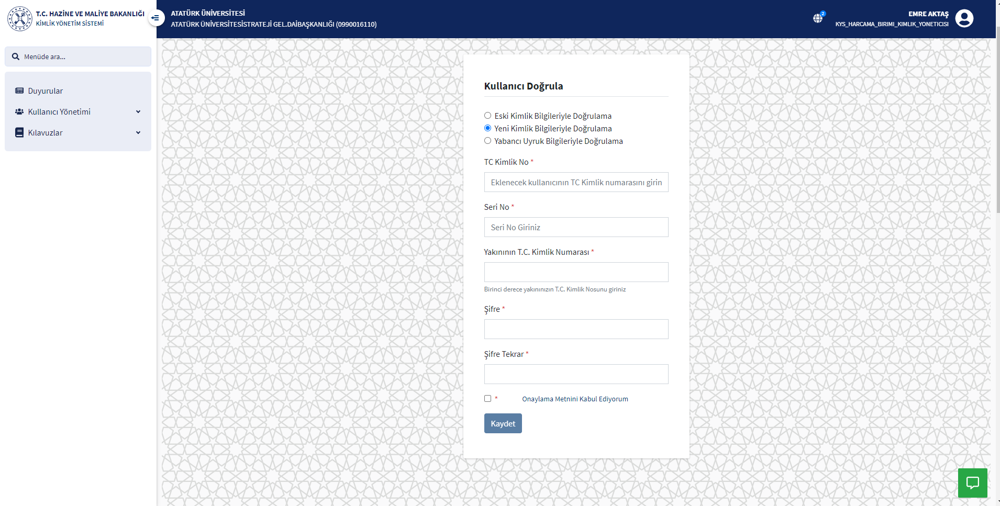 T.C. HAZİNE VE MALİYE BAKANLIĞI
KİMLİK YÖNETİM SİSTEMİ
ATATÜRK ÜNİVERSİTESİ
ATATÜRK ÜNİVERSİTESİSTRATEJİ GEL.DAİBAŞKANLIĞI (0990016110)
2
EMRE AKTAŞ
KYS_HARCAMA_BIRIMI_KIMLIK_YONETICISI
Menüde ara...
Duyurular
Kullanıcı Yönetimi
Kılavuzlar
Kullanıcı Doğrula
Eski Kimlik Bilgileriyle Doğrulama
Yeni Kimlik Bilgileriyle Doğrulama
Yabancı Uyruk Bilgileriyle Doğrulama
TC Kimlik No *
Eklenecek kullanıcının TC Kimlik numarasını girin
Seri No *
Seri No Giriniz
Yakınının T.C. Kimlik Numarası *
Birinci derece yakınınızın T.C. Kimlik Nosunu giriniz
Şifre *
Şifre Tekrar *
* Onaylama Metnini Kabul Ediyorum
Kaydet